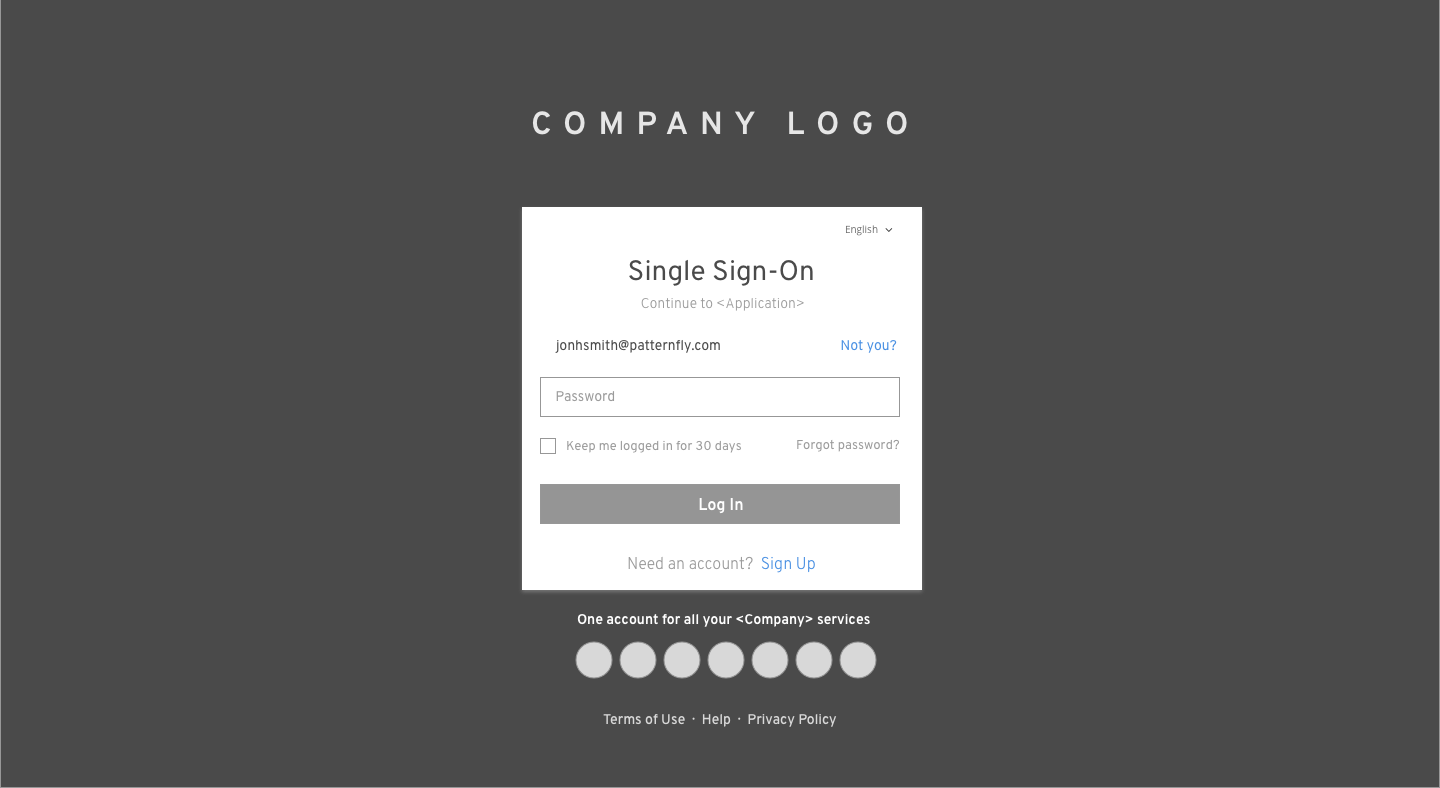 COMPANY LOGO
English
Single Sign-On
Continue to <Application>
jonhsmith@patternfly.com Not you?
Password
Keep me logged in for 30 days Forgot password?
Log In
Need an account? Sign Up
One account for all your <Company> services
Terms of Use · Help · Privacy Policy